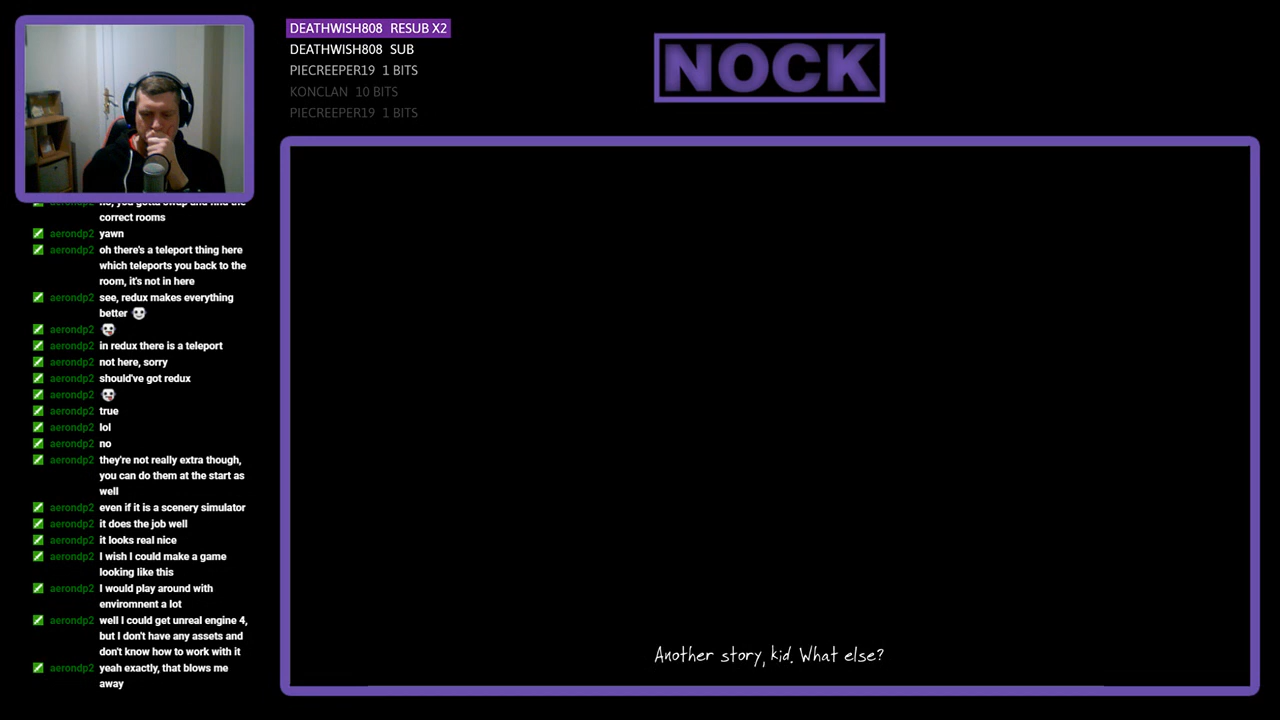 DEATHWISH808 RESUB X2
DEATHWISH808 SUB
PIECREEPER19 1 BITS
KONCLAN 10 BITS
PIECREEPER19 1 BITS
NOCK
correct rooms
aerondp2 yawn
aerondp2 oh there's a teleport thing here
which teleports you back to the
room, it's not in here
aerondp2 see, redux makes everything
better
aerondp2
aerondp2 in redux there is a teleport
aerondp2 not here, sorry
aerondp2 should've got redux
aerondp2
aerondp2 true
aerondp2 lol
aerondp2 no
aerondp2 they're not really extra though,
you can do them at the start as
well
aerondp2 even if it is a scenery simulator
aerondp2 it does the job well
aerondp2 it looks real nice
aerondp2 I wish I could make a game
looking like this
aerondp2 I would play around with
enviromnent a lot
aerondp2 well I could get unreal engine 4,
but I don't have any assets and
don't know how to work with it
aerondp2 yeah exactly, that blows me
away
Another story, kid. What else?